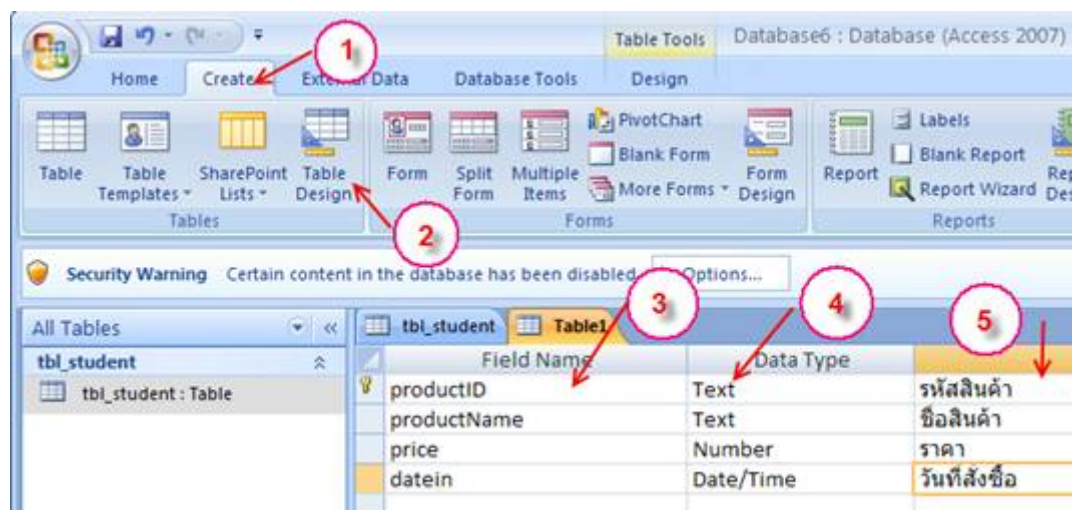 Table Tools Database6 : Database (Access 2007)
1
Home Create External Data Database Tools Design
Table
Table Templates
SharePoint Lists
Table Design
Tables
Form
Split Form
Multiple Items
PivotChart
Blank Form
More Forms
Form Design
Forms
Report
Labels
Blank Report
Report Wizard
Reports
2
Security Warning Certain content in the database has been disabled Options...
3
4
5
All Tables
tbl_student
tbl_student : Table
tbl_student Table1
Field Name Data Type
productID Text รหัสสินค้า
productName Text ชื่อสินค้า
price Number ราคา
datein Date/Time วันที่สั่งซื้อ